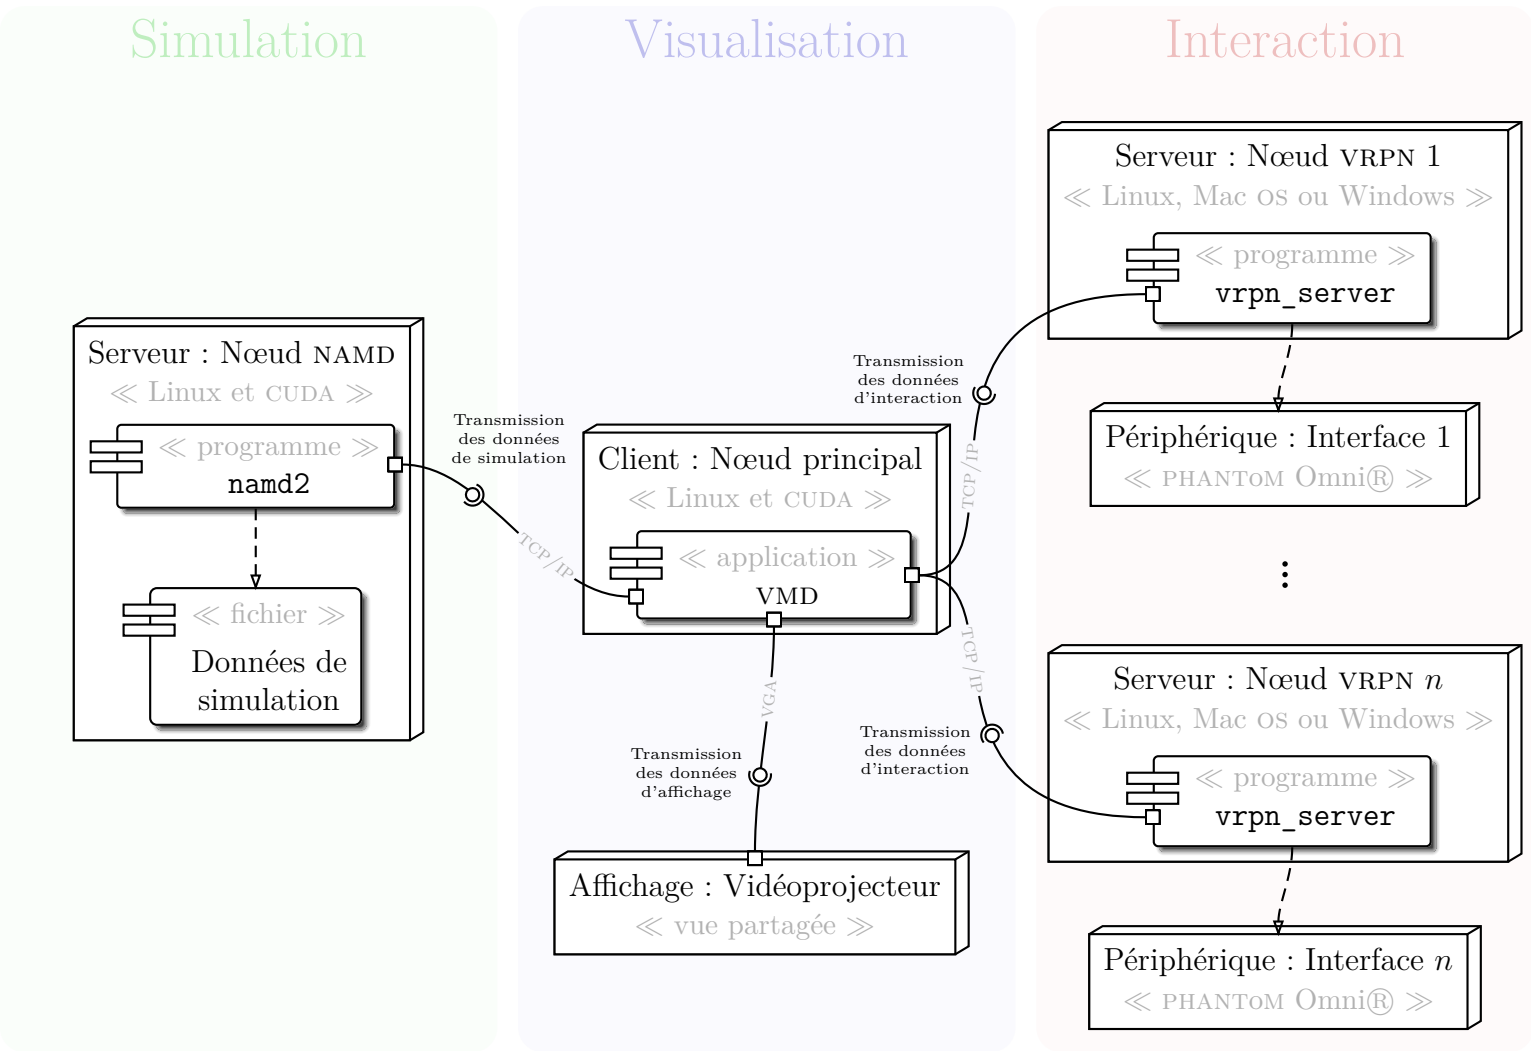 Simulation
Serveur : Nœud NAMD
≪ Linux et CUDA ≫
≪ programme ≫
namd2
≪ fichier ≫
Données de
simulation
Transmission
des données
de simulation
TCP/IP
Visualisation
Client : Nœud principal
≪ Linux et CUDA ≫
≪ application ≫
VMD
VGA
Transmission
des données
d'affichage
Affichage : Vidéoprojecteur
≪ vue partagée ≫
Transmission
des données
d'interaction
TCP/IP
TCP/IP
Transmission
des données
d'interaction
Interaction
Serveur : Nœud VRPN 1
≪ Linux, Mac OS ou Windows ≫
≪ programme ≫
vrpn_server
Périphérique : Interface 1
≪ PHANToM Omni® ≫
⋮
Serveur : Nœud VRPN n
≪ Linux, Mac OS ou Windows ≫
≪ programme ≫
vrpn_server
Périphérique : Interface n
≪ PHANToM Omni® ≫